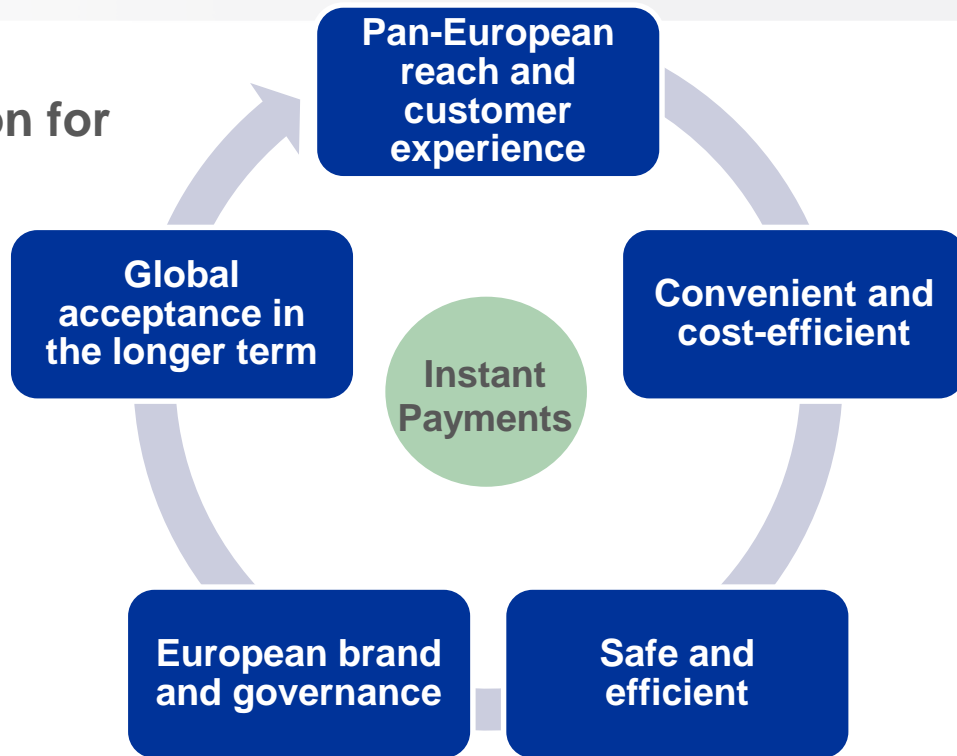 on for
Pan-European
reach and
customer
experience
Convenient and
cost-efficient
Safe and
efficient
European brand
and governance
Global
acceptance in
the longer term
Instant
Payments